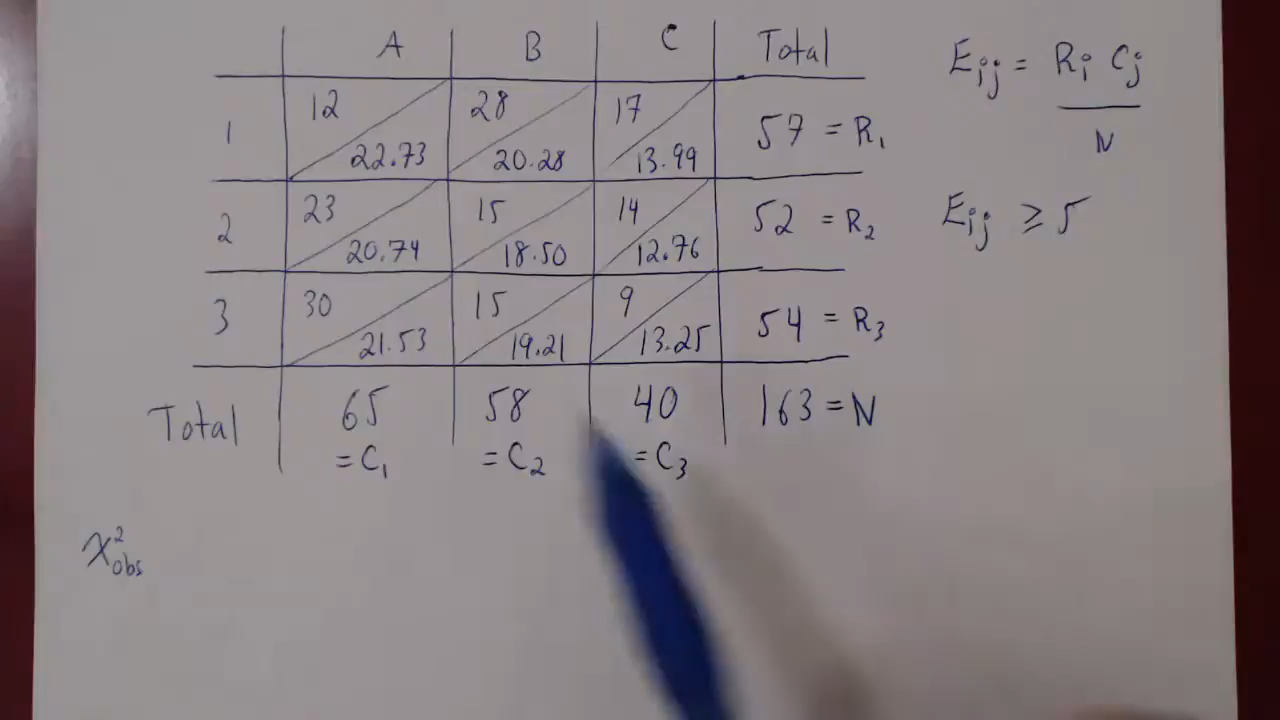 A B C Total
1 12 22.73 28 20.28 17 13.99 57 = R₁
2 23 20.74 15 18.50 14 12.76 52 = R₂
3 30 21.53 15 19.21 9 13.25 54 = R₃
Total 65 58 40 163 = N
= C₁ = C₂ = C₃
Eᵢⱼ = Rᵢ Cⱼ
N
Eᵢⱼ ≥ 5
χ²obs